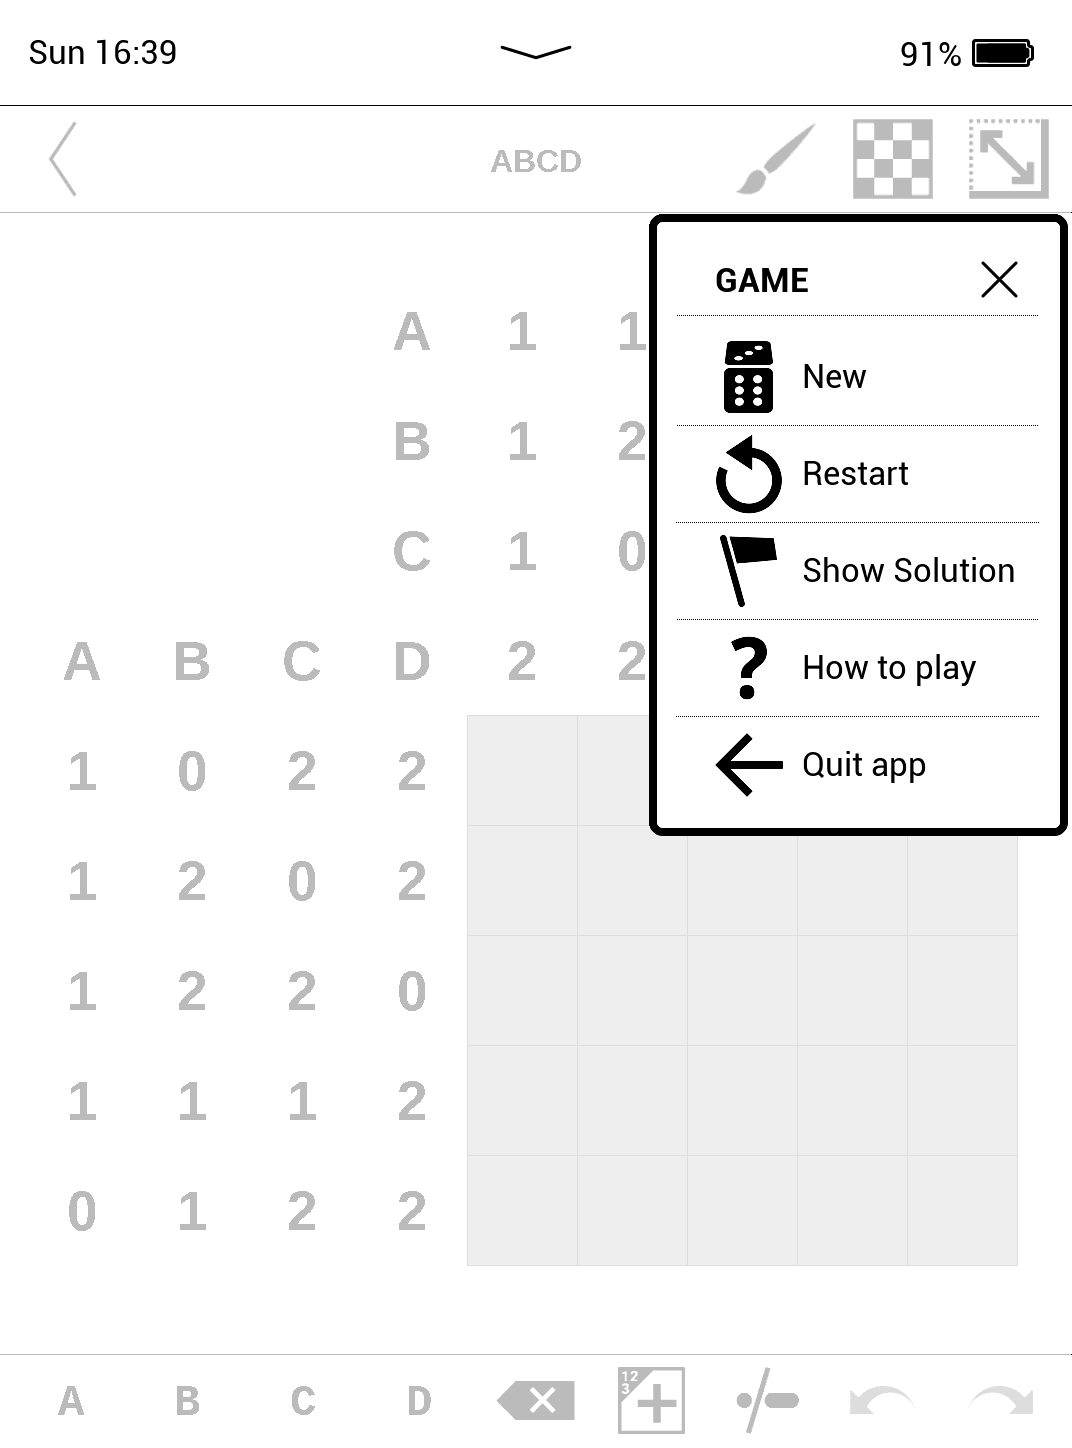 Sun 16:39 91%
ABCD
GAME
New
Restart
Show Solution
How to play
Quit app
A 1 1
B 1 2
C 1 0
A B C D 2 2
1 0 2 2
1 2 0 2
1 2 2 0
1 1 1 2
0 1 2 2
A B C D 12 3